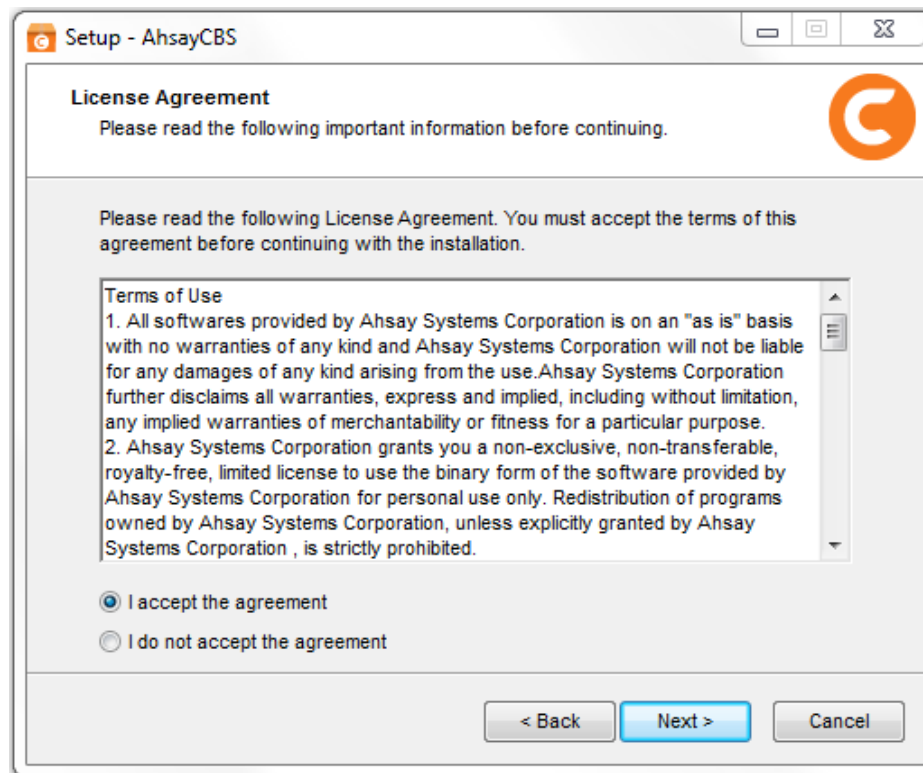 Setup - AhsayCBS
License Agreement
Please read the following important information before continuing.
Please read the following License Agreement. You must accept the terms of this
agreement before continuing with the installation.
Terms of Use
1. All softwares provided by Ahsay Systems Corporation is on an "as is" basis
with no warranties of any kind and Ahsay Systems Corporation will not be liable
for any damages of any kind arising from the use.Ahsay Systems Corporation
further disclaims all warranties, express and implied, including without limitation,
any implied warranties of merchantability or fitness for a particular purpose.
2. Ahsay Systems Corporation grants you a non-exclusive, non-transferable,
royalty-free, limited license to use the binary form of the software provided by
Ahsay Systems Corporation for personal use only. Redistribution of programs
owned by Ahsay Systems Corporation, unless explicitly granted by Ahsay
Systems Corporation , is strictly prohibited.
I accept the agreement
I do not accept the agreement
< Back Next > Cancel